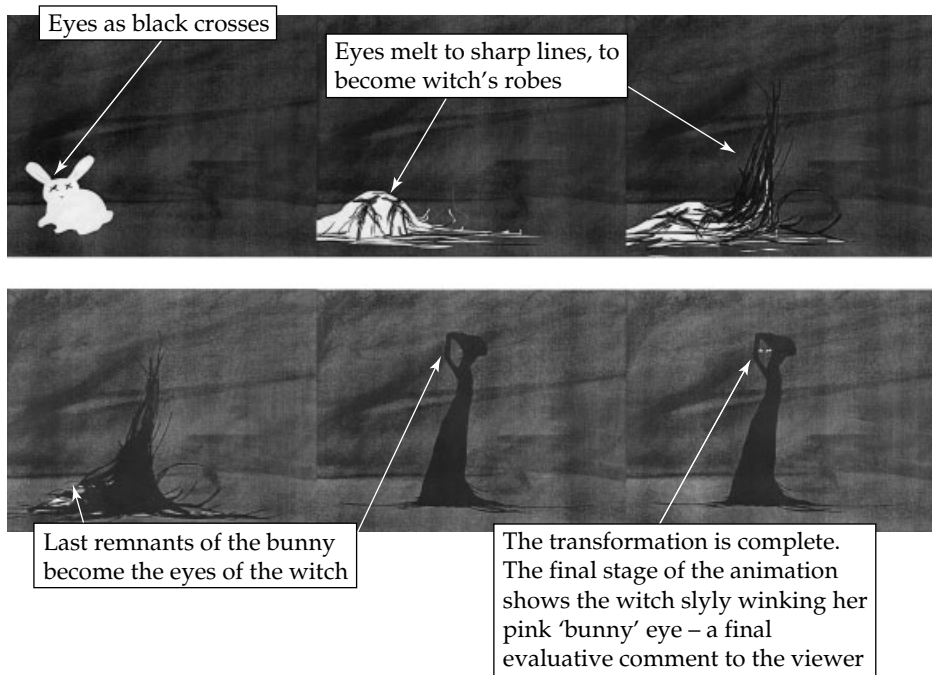 Eyes as black crosses
Eyes melt to sharp lines, to
become witch's robes
Last remnants of the bunny
become the eyes of the witch
The transformation is complete.
The final stage of the animation
shows the witch slyly winking her
pink ‘bunny’ eye – a final
evaluative comment to the viewer